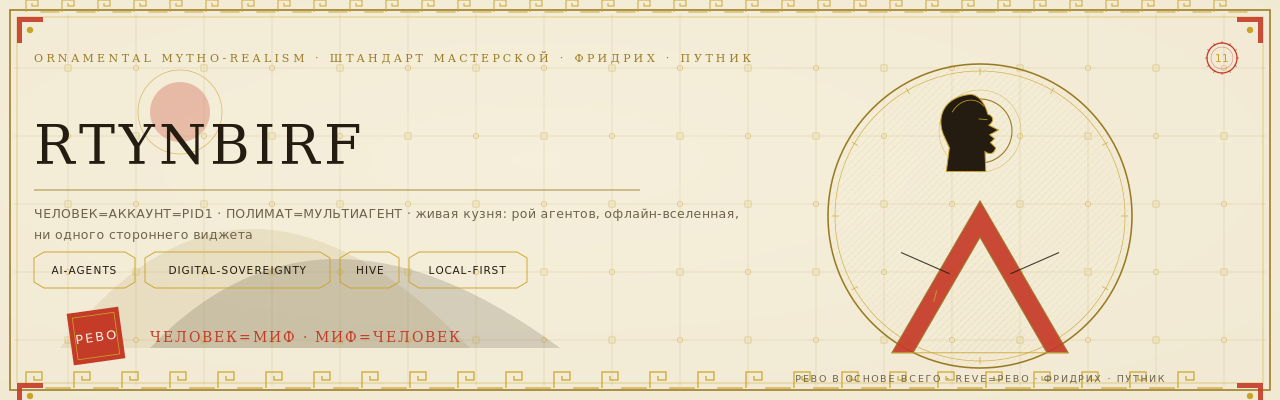 ORNAMENTAL MYTHO-REALISM · ШТАНДАРТ МАСТЕРСКОЙ · ФРИДРИХ · ПУТНИК
11
RTYNBIRF
ЧЕЛОВЕК=АККАУНТ=PID1 · ПОЛИМАТ=МУЛЬТИАГЕНТ · живая кузня: рой агентов, офлайн-вселенная,
ни одного стороннего виджета
AI-AGENTS DIGITAL-SOVEREIGNTY HIVE LOCAL-FIRST
РЕВО
ЧЕЛОВЕК=МИФ · МИФ=ЧЕЛОВЕК
РЕВО В ОСНОВЕ ВСЕГО · REVE=РЕВО · ФРИДРИХ · ПУТНИК